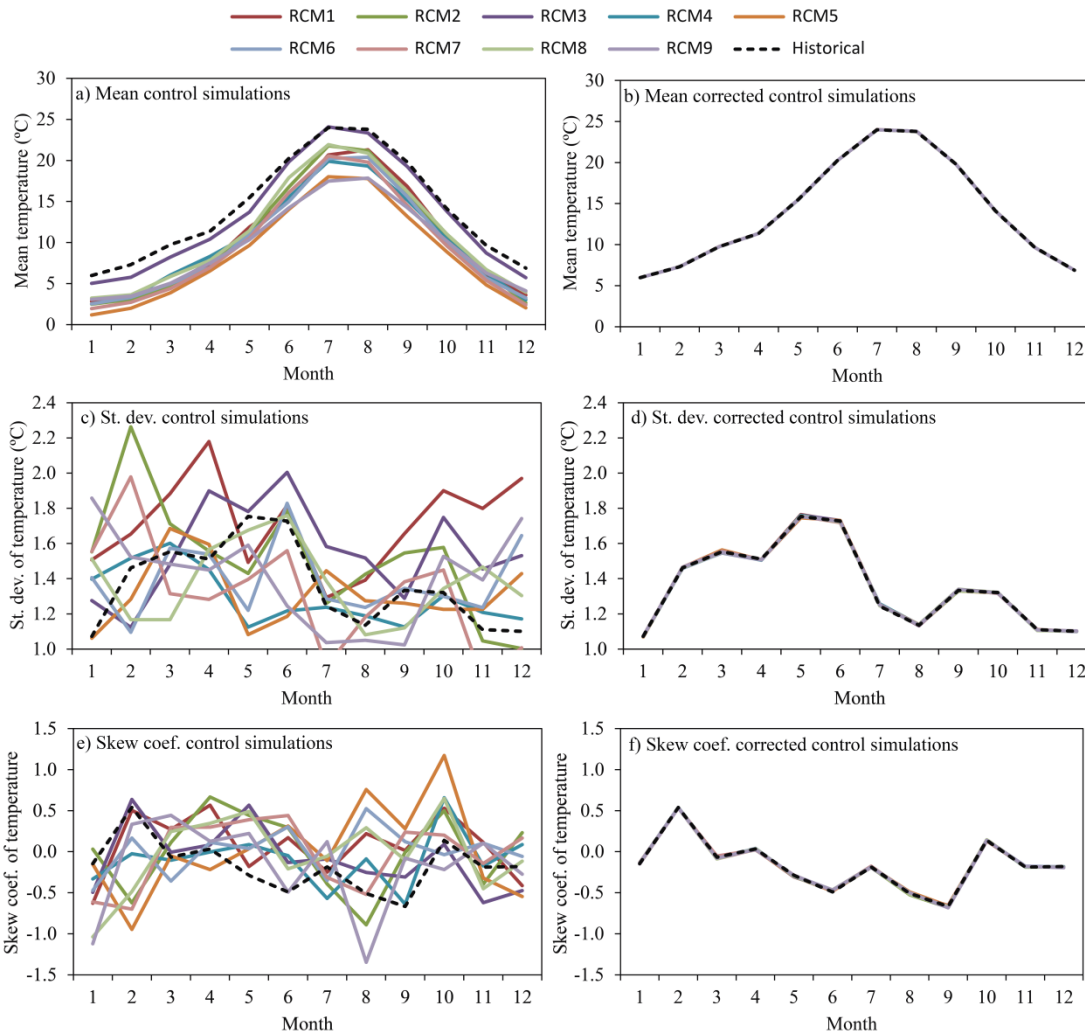 RCM1 RCM2 RCM3 RCM4 RCM5
RCM6 RCM7 RCM8 RCM9 Historical
a) Mean control simulations
Mean temperature (ºC)
30
25
20
15
10
5
0
1 2 3 4 5 6 7 8 9 10 11 12
Month
b) Mean corrected control simulations
Mean temperature (ºC)
30
25
20
15
10
5
0
1 2 3 4 5 6 7 8 9 10 11 12
Month
c) St. dev. control simulations
St. dev. of temperature (ºC)
2.4
2.2
2.0
1.8
1.6
1.4
1.2
1.0
1 2 3 4 5 6 7 8 9 10 11 12
Month
d) St. dev. corrected control simulations
St. dev. of temperature (ºC)
2.4
2.2
2.0
1.8
1.6
1.4
1.2
1.0
1 2 3 4 5 6 7 8 9 10 11 12
Month
e) Skew coef. control simulations
Skew coef. of temperature
1.5
1.0
0.5
0.0
-0.5
-1.0
-1.5
1 2 3 4 5 6 7 8 9 10 11 12
Month
f) Skew coef. corrected control simulations
Skew coef. of temperature
1.5
1.0
0.5
0.0
-0.5
-1.0
-1.5
1 2 3 4 5 6 7 8 9 10 11 12
Month